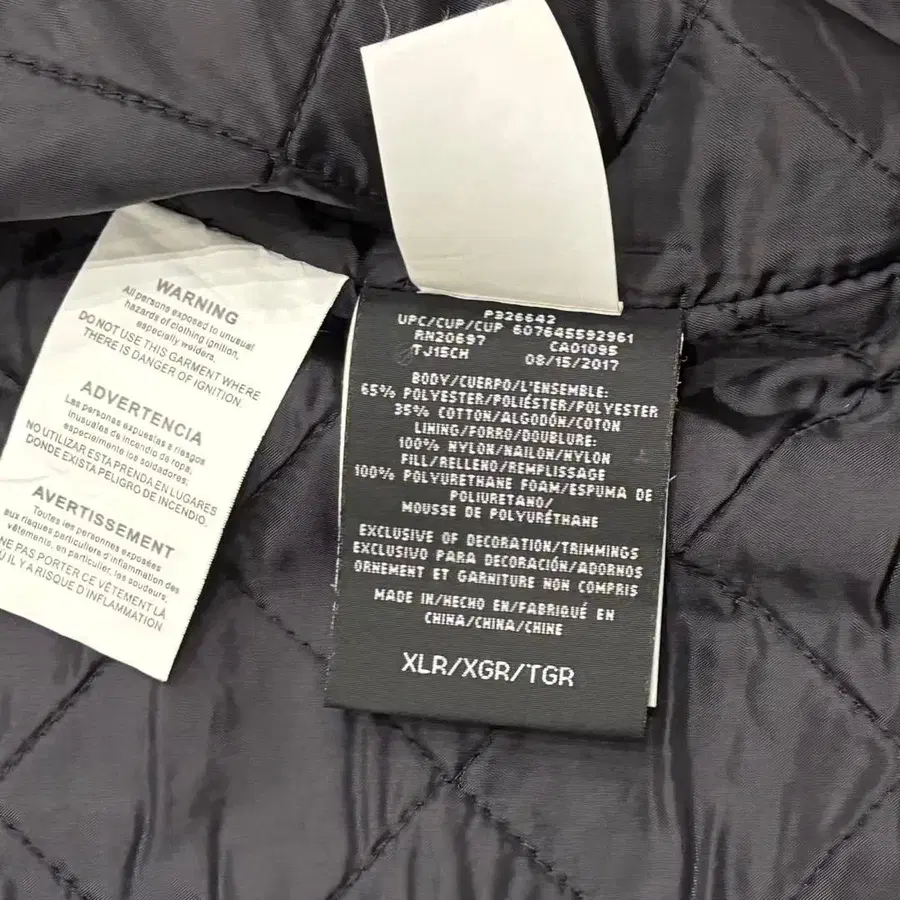 WARNING
All persons exposed to unusual
hazards of clothing ignition,
especially welders.
DO NOT USE THIS GARMENT WHERE
THERE IS DANGER OF IGNITION.
ADVERTENCIA
Las personas expuestas a riesgos
inusuales de incendio de ropa,
especialmente los soldadores:
NO UTILIZAR ESTA PRENDA EN LUGARES
DONDE EXISTA PELIGRO DE INCENDIO.
AVERTISSEMENT
Toutes les personnes exposées
aux risques particuliers d'inflammation des
vêtements, en particulier, les soudeurs,
NE PAS PORTER CE VÊTEMENT LÀ
OU IL Y A RISQUE D'INFLAMMATION
P326642
UPC/CUP/CUP 607645592961
RN20697 CA01095
TJ15CH 08/15/2017
BODY/CUERPO/L'ENSEMBLE:
65% POLYESTER/POLIÉSTER/POLYESTER
35% COTTON/ALGODÓN/COTON
LINING/FORRO/DOUBLURE:
100% NYLON/NAILON/NYLON
FILL/RELLENO/REMPLISSAGE
100% POLYURETHANE FOAM/ESPUMA DE
POLIURETANO/
MOUSSE DE POLYURÉTHANE
EXCLUSIVE OF DECORATION/TRIMMINGS
EXCLUSIVO PARA DECORACIÓN/ADORNOS
ORNEMENT ET GARNITURE NON COMPRIS
MADE IN/HECHO EN/FABRIQUÉ EN
CHINA/CHINA/CHINE
XLR/XGR/TGR